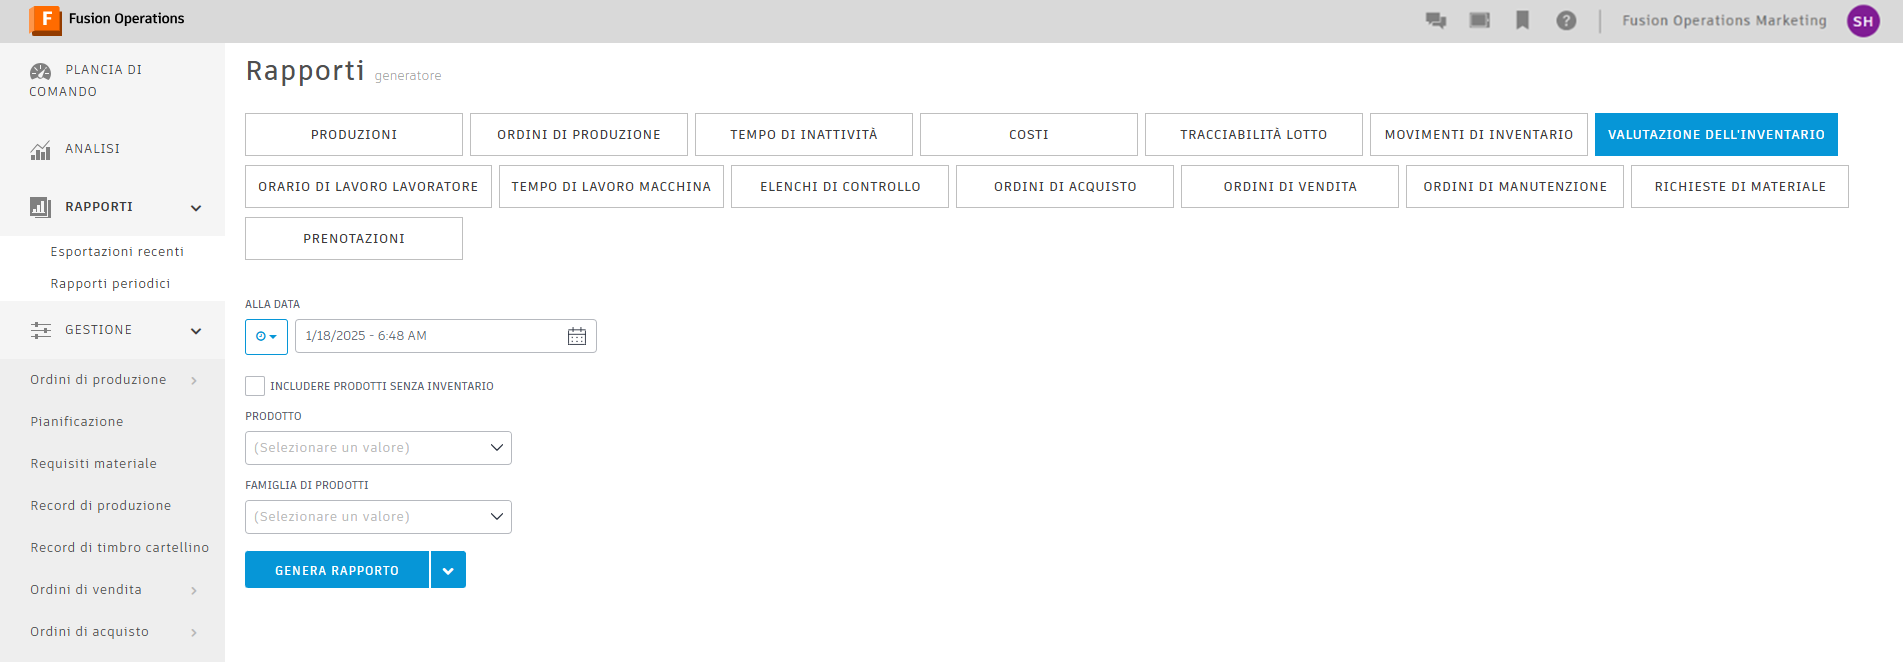 F Fusion Operations
? Fusion Operations Marketing SH
PLANCIA DI
COMANDO
ANALISI
RAPPORTI
Esportazioni recenti
Rapporti periodici
GESTIONE
Ordini di produzione
Pianificazione
Requisiti materiale
Record di produzione
Record di timbro cartellino
Ordini di vendita
Ordini di acquisto
Rapporti generatore
PRODUZIONI ORDINI DI PRODUZIONE TEMPO DI INATTIVITÀ COSTI TRACCIABILITÀ LOTTO MOVIMENTI DI INVENTARIO VALUTAZIONE DELL'INVENTARIO
ORARIO DI LAVORO LAVORATORE TEMPO DI LAVORO MACCHINA ELENCHI DI CONTROLLO ORDINI DI ACQUISTO ORDINI DI VENDITA ORDINI DI MANUTENZIONE RICHIESTE DI MATERIALE
PRENOTAZIONI
ALLA DATA
1/18/2025 - 6:48 AM
INCLUDERE PRODOTTI SENZA INVENTARIO
PRODOTTO
(Selezionare un valore)
FAMIGLIA DI PRODOTTI
(Selezionare un valore)
GENERA RAPPORTO